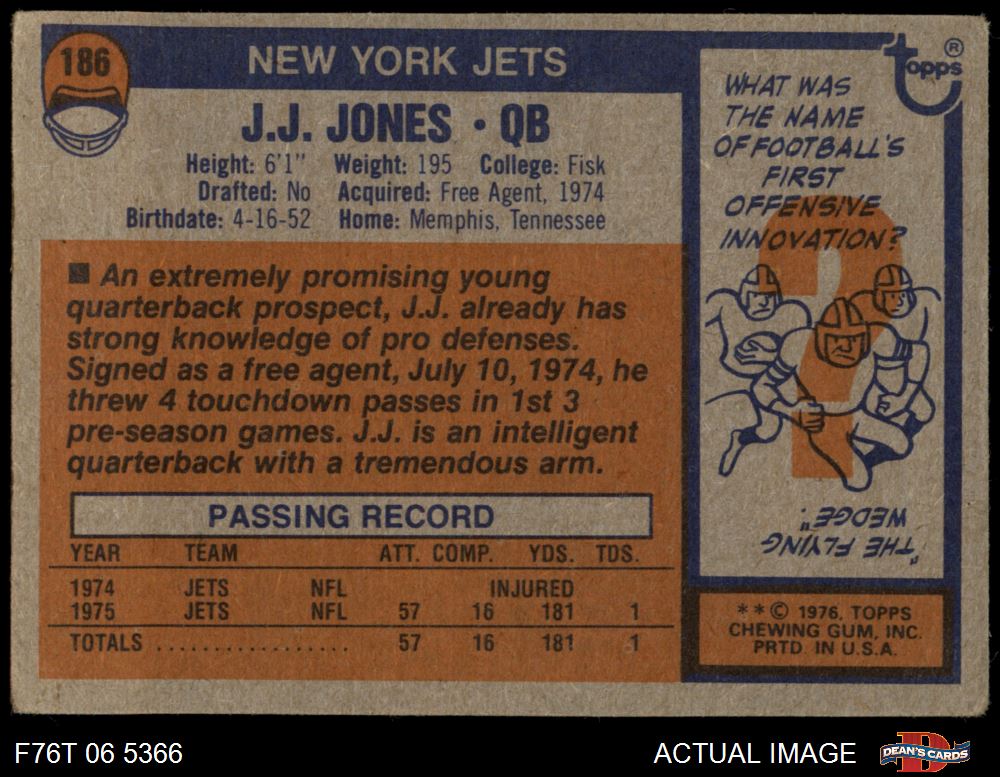 186
NEW YORK JETS
J.J. JONES · QB
Height: 6'1" Weight: 195 College: Fisk
Drafted: No Acquired: Free Agent, 1974
Birthdate: 4-16-52 Home: Memphis, Tennessee
■ An extremely promising young
quarterback prospect, J.J. already has
strong knowledge of pro defenses.
Signed as a free agent, July 10, 1974, he
threw 4 touchdown passes in 1st 3
pre-season games. J.J. is an intelligent
quarterback with a tremendous arm.
PASSING RECORD
YEAR TEAM ATT. COMP. YDS. TDS.
1974 JETS NFL INJURED
1975 JETS NFL 57 16 181 1
TOTALS ................. 57 16 181 1
topps ®
WHAT WAS
THE NAME
OF FOOTBALL'S
FIRST
OFFENSIVE
INNOVATION?
"THE FLYING
WEDGE".
**© 1976, TOPPS
CHEWING GUM, INC.
PRTD. IN U.S.A.
F76T 06 5366
ACTUAL IMAGE
D
DEAN'S CARDS